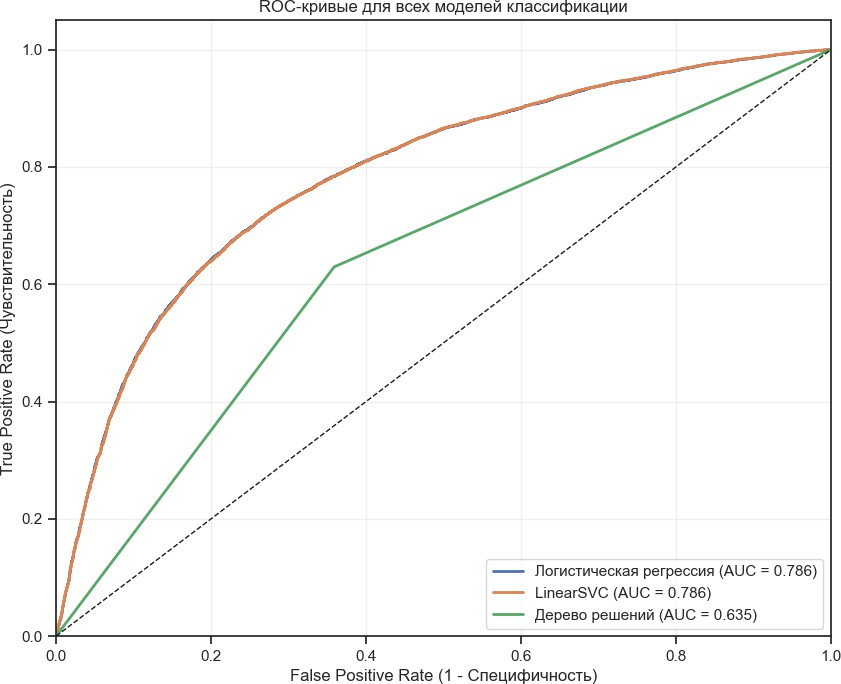 ROC-кривые для всех моделей классификации
True Positive Rate (Чувствительность)
1.0
0.8
0.6
0.4
0.2
0.0
Логистическая регрессия (AUC = 0.786)
LinearSVC (AUC = 0.786)
Дерево решений (AUC = 0.635)
0.0 0.2 0.4 0.6 0.8 1.0
False Positive Rate (1 - Специфичность)